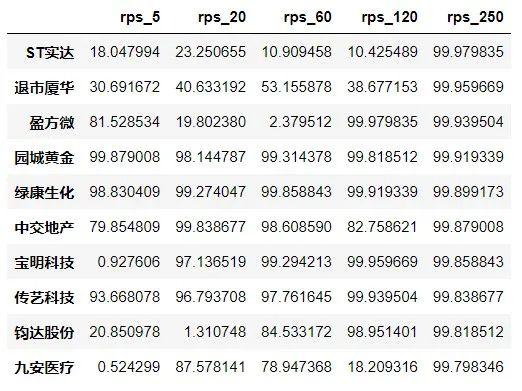 rps_5 rps_20 rps_60 rps_120 rps_250
ST实达 18.047994 23.250655 10.909458 10.425489 99.979835
退市厦华 30.691672 40.633192 53.155878 38.677153 99.959669
盈方微 81.528534 19.802380 2.379512 99.979835 99.939504
园城黄金 99.879008 98.144787 99.314378 99.818512 99.919339
绿康生化 98.830409 99.274047 99.858843 99.919339 99.899173
中交地产 79.854809 99.838677 98.608590 82.758621 99.879008
宝明科技 0.927606 97.136519 99.294213 99.959669 99.858843
传艺科技 93.668078 96.793708 97.761645 99.939504 99.838677
钧达股份 20.850978 1.310748 84.533172 98.951401 99.818512
九安医疗 0.524299 87.578141 78.947368 18.209316 99.798346